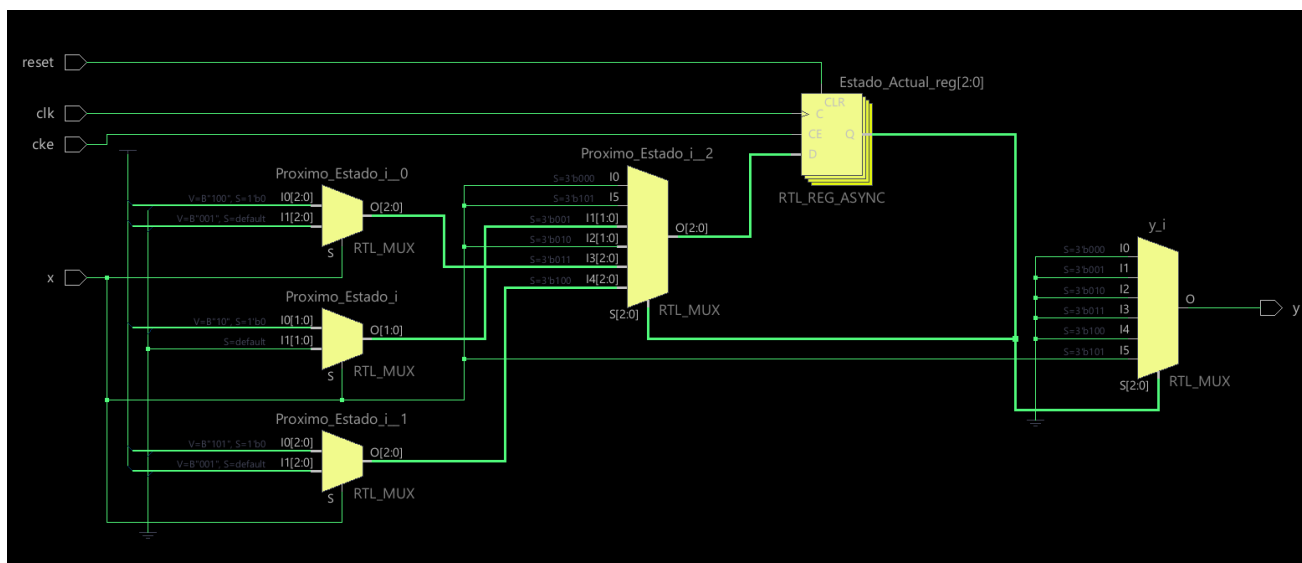 reset
Estado_Actual_reg[2:0]
CLR
clk
C
cke
CE
Q
D
RTL_REG_ASYNC
Proximo_Estado_i__0
V=B"100", S=1'b0 I0[2:0]
V=B"001", S=default I1[2:0]
O[2:0]
S
RTL_MUX
x
Proximo_Estado_i
V=B"10", S=1'b0 I0[1:0]
S=default I1[1:0]
O[1:0]
S
RTL_MUX
Proximo_Estado_i__1
V=B"101", S=1'b0 I0[2:0]
V=B"001", S=default I1[2:0]
O[2:0]
S
RTL_MUX
Proximo_Estado_i__2
S=3'b000 I0
S=3'b101 I5
S=3'b001 I1[1:0]
S=3'b010 I2[1:0]
S=3'b011 I3[2:0]
S=3'b100 I4[2:0]
O[2:0]
S[2:0]
RTL_MUX
y_i
S=3'b000 I0
S=3'b001 I1
S=3'b010 I2
S=3'b011 I3
S=3'b100 I4
S=3'b101 I5
O
S[2:0]
RTL_MUX
y